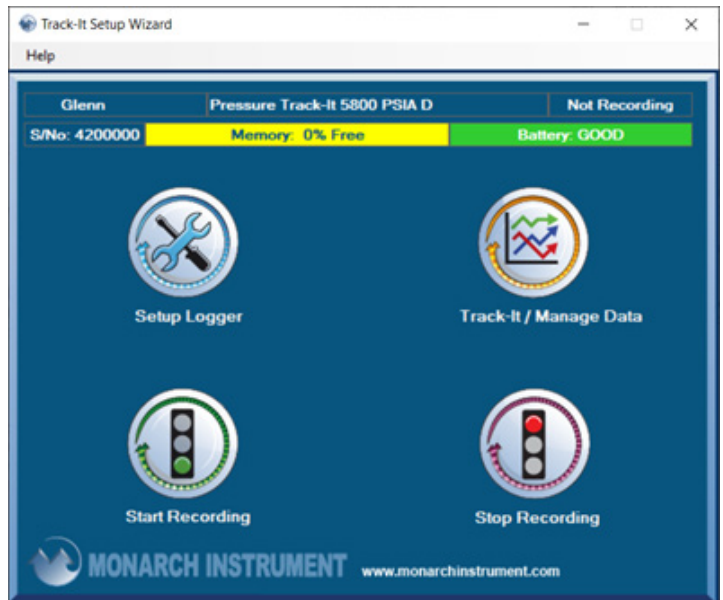 Track-It Setup Wizard
Help
Glenn Pressure Track-It 5800 PSIA D Not Recording
S/No: 4200000 Memory: 0% Free Battery: GOOD
Setup Logger Track-It / Manage Data
Start Recording Stop Recording
MONARCH INSTRUMENT www.monarchinstrument.com